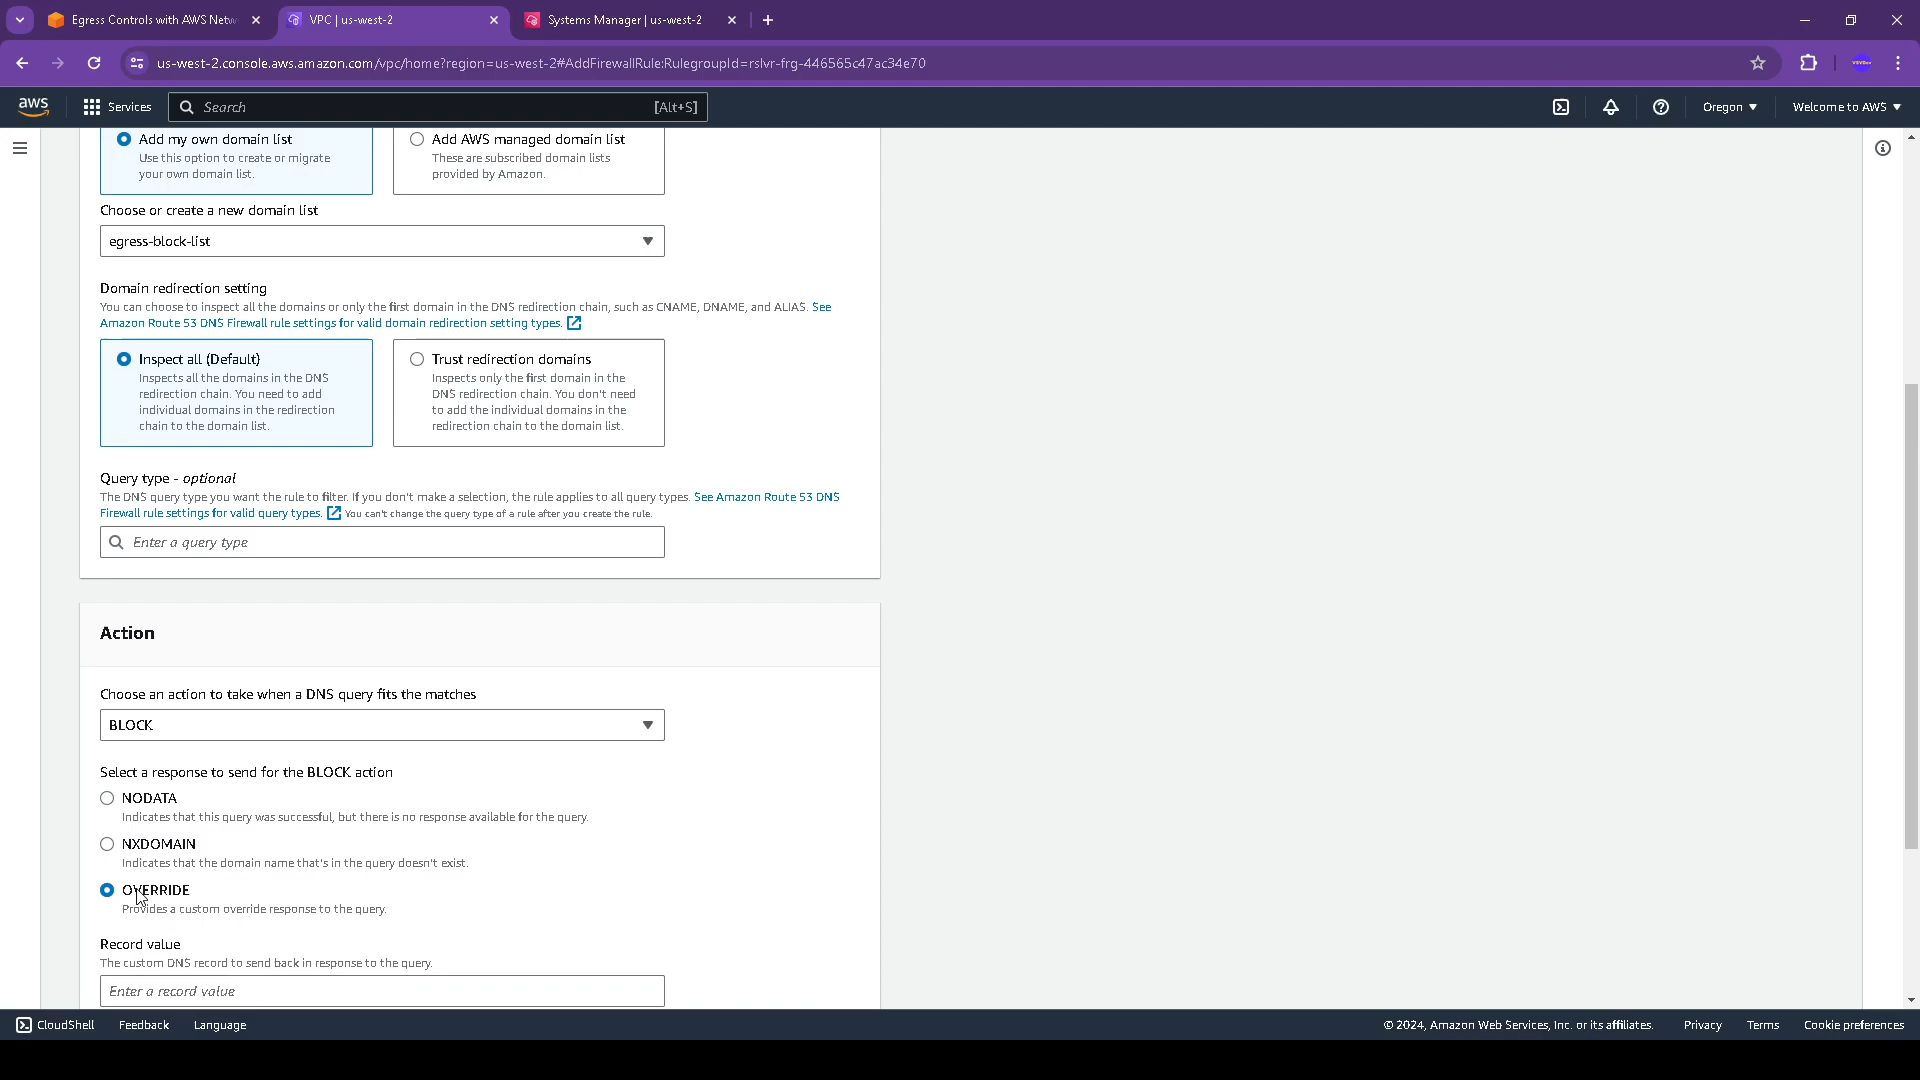 Egress Controls with AWS Netw
VPC | us-west-2
Systems Manager | us-west-2
us-west-2.console.aws.amazon.com/vpc/home?region=us-west-2#AddFirewallRule:RulegroupId=rslvr-frg-446565c47ac34e70
aws
Services
Search
[Alt+S]
Oregon
Welcome to AWS
Add my own domain list
Use this option to create or migrate
your own domain list.
Add AWS managed domain list
These are subscribed domain lists
provided by Amazon.
Choose or create a new domain list
egress-block-list
Domain redirection setting
You can choose to inspect all the domains or only the first domain in the DNS redirection chain, such as CNAME, DNAME, and ALIAS. See
Amazon Route 53 DNS Firewall rule settings for valid domain redirection setting types.
Inspect all (Default)
Inspects all the domains in the DNS
redirection chain. You need to add
individual domains in the redirection
chain to the domain list.
Trust redirection domains
Inspects only the first domain in the
DNS redirection chain. You don't need
to add the individual domains in the
redirection chain to the domain list.
Query type - optional
The DNS query type you want the rule to filter. If you don't make a selection, the rule applies to all query types. See Amazon Route 53 DNS
Firewall rule settings for valid query types. You can't change the query type of a rule after you create the rule.
Enter a query type
Action
Choose an action to take when a DNS query fits the matches
BLOCK
Select a response to send for the BLOCK action
NODATA
Indicates that this query was successful, but there is no response available for the query.
NXDOMAIN
Indicates that the domain name that's in the query doesn't exist.
OVERRIDE
Provides a custom override response to the query.
Record value
The custom DNS record to send back in response to the query.
Enter a record value
CloudShell
Feedback
Language
© 2024, Amazon Web Services, Inc. or its affiliates.
Privacy
Terms
Cookie preferences